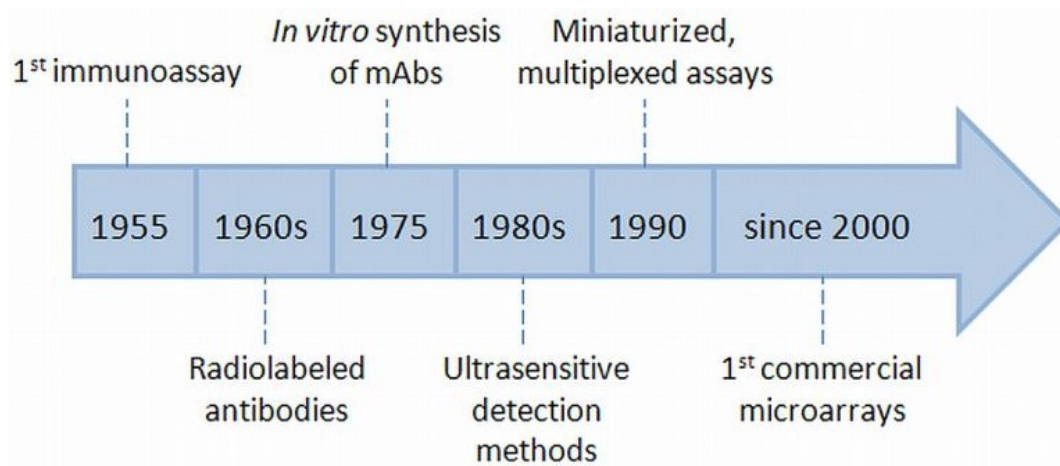 1st immunoassay
In vitro synthesis
of mAbs
Miniaturized,
multiplexed assays
1955
1960s
1975
1980s
1990
since 2000
Radiolabeled
antibodies
Ultrasensitive
detection
methods
1st commercial
microarrays